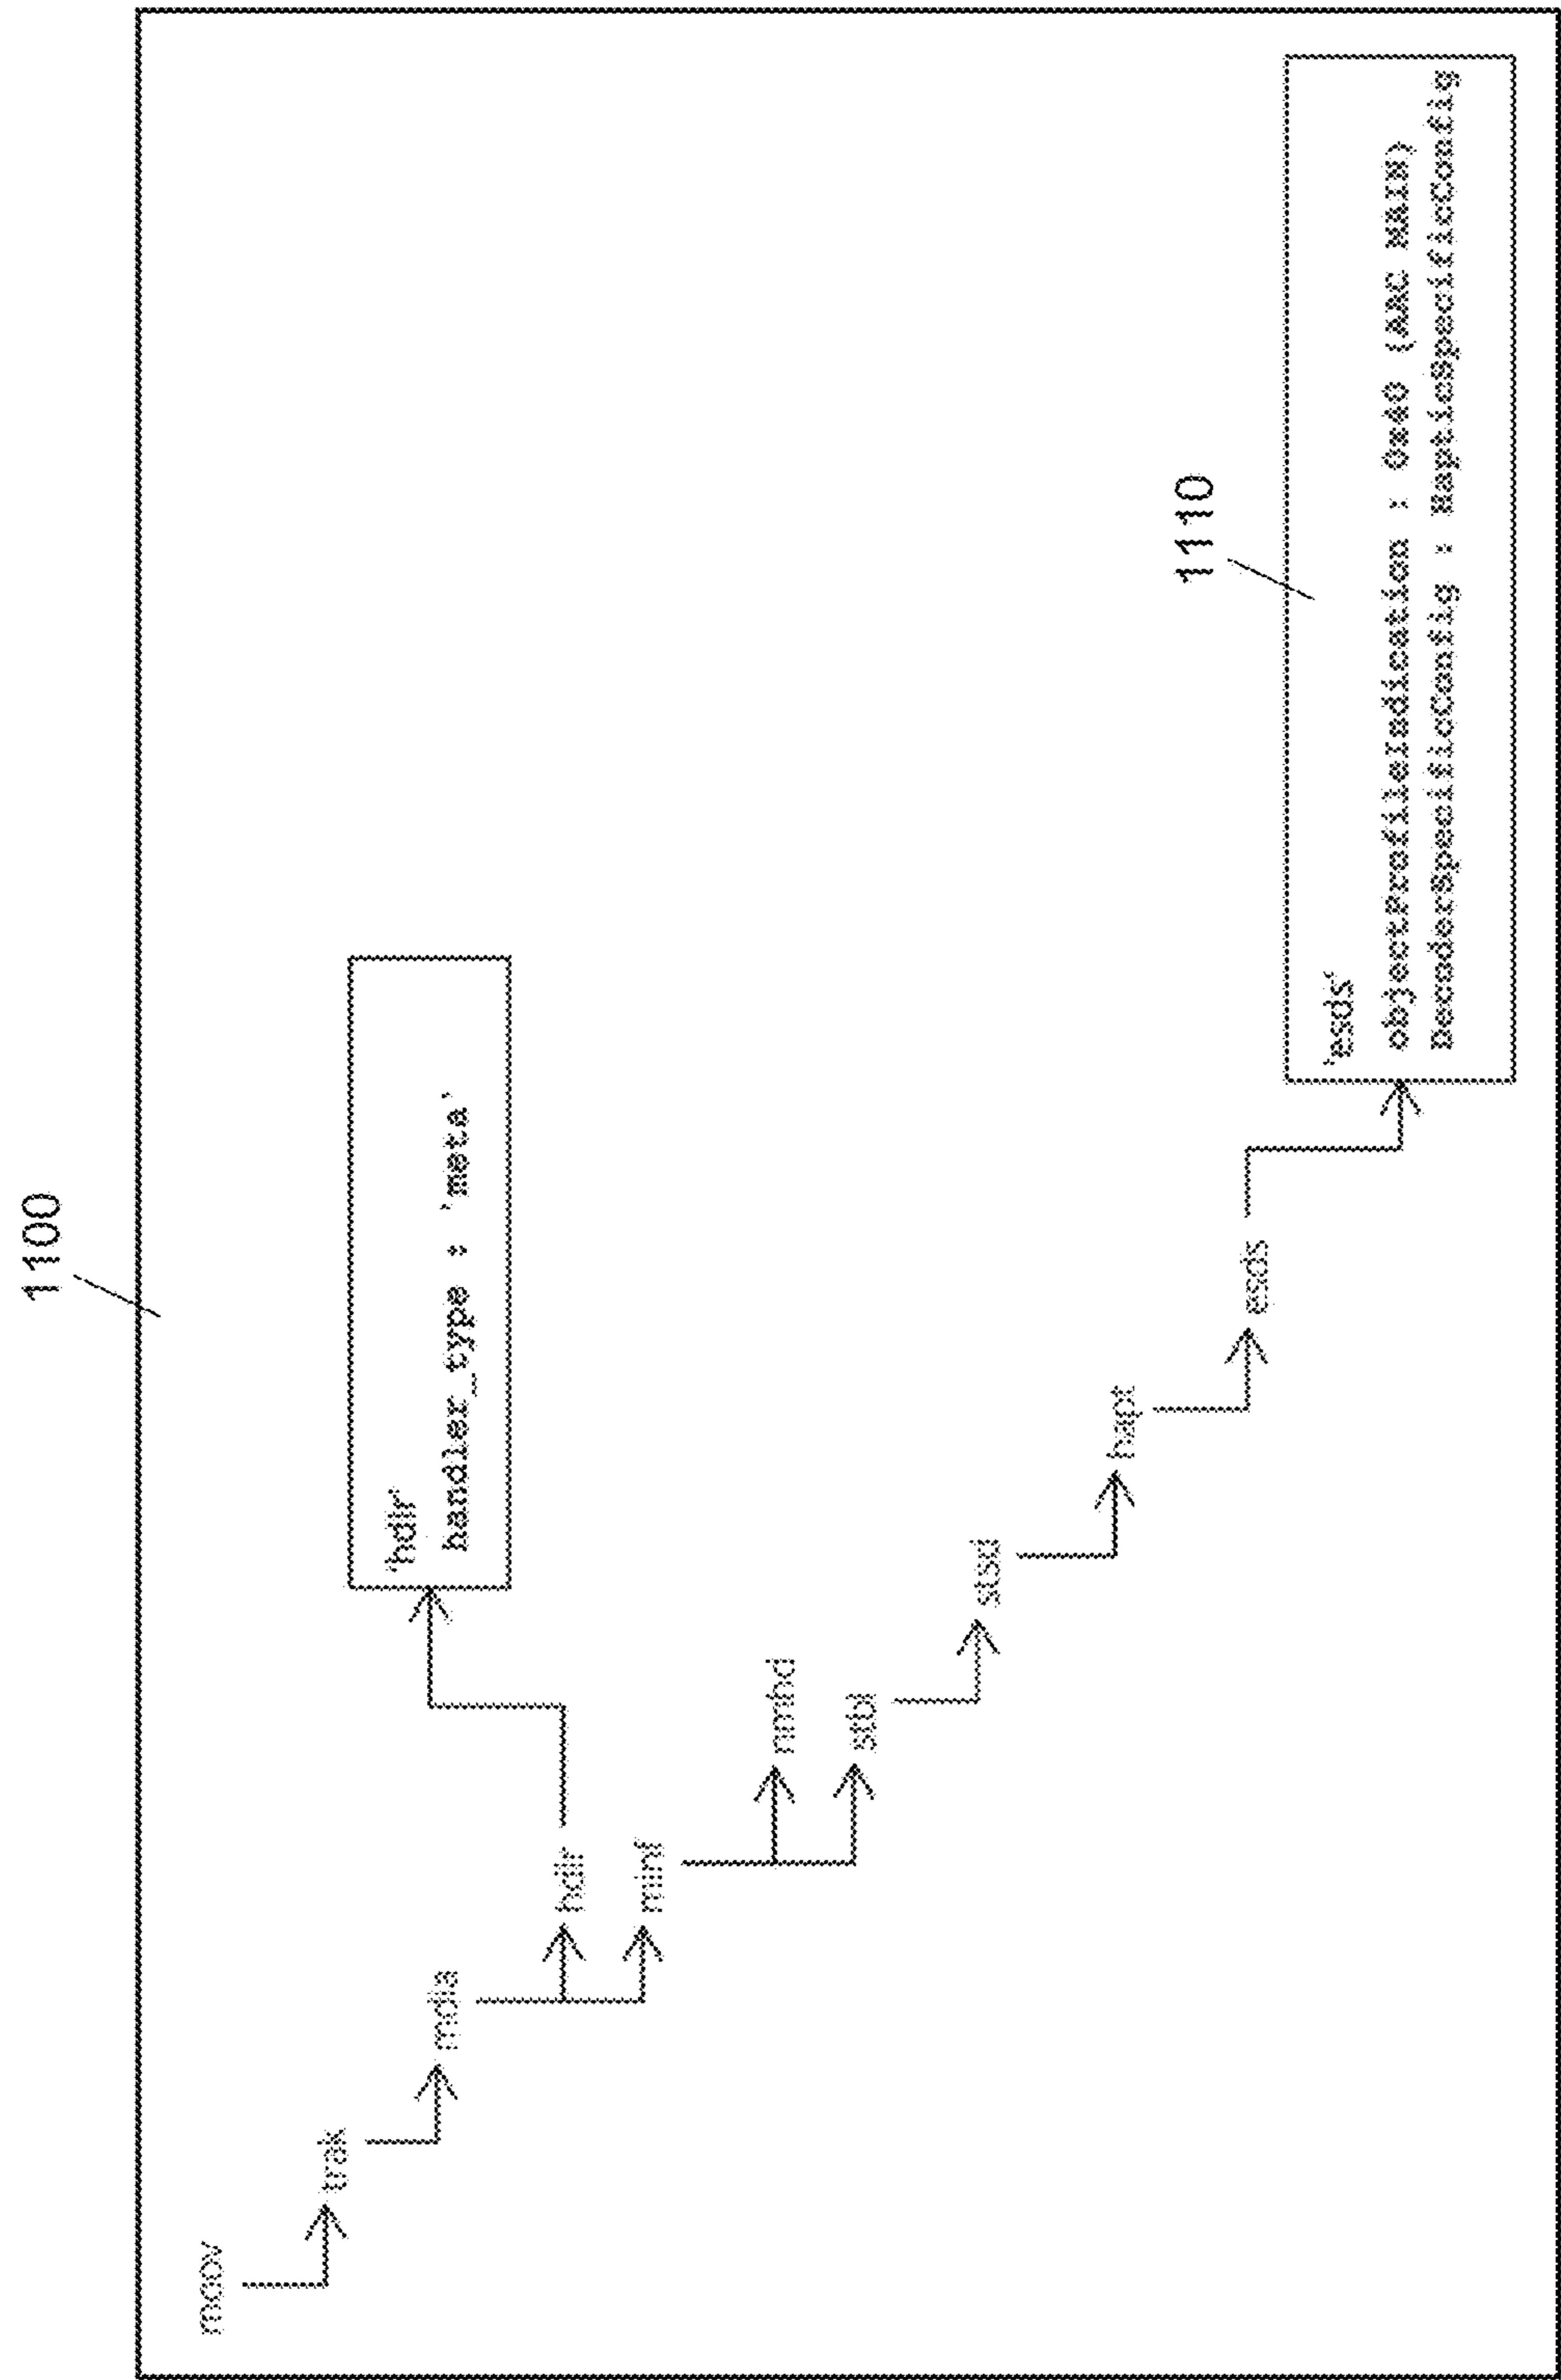 1100
moov
trak
mdia
'hdlr'
handler_type : 'meta'
hdlr
minf
nmhd
stbl
stsd
hapt
1110
esds
'esds'
objectProfileIndication : 0x40 (AAC MAIN)
DecoderSpecificConfig : HapticSpecificConfig